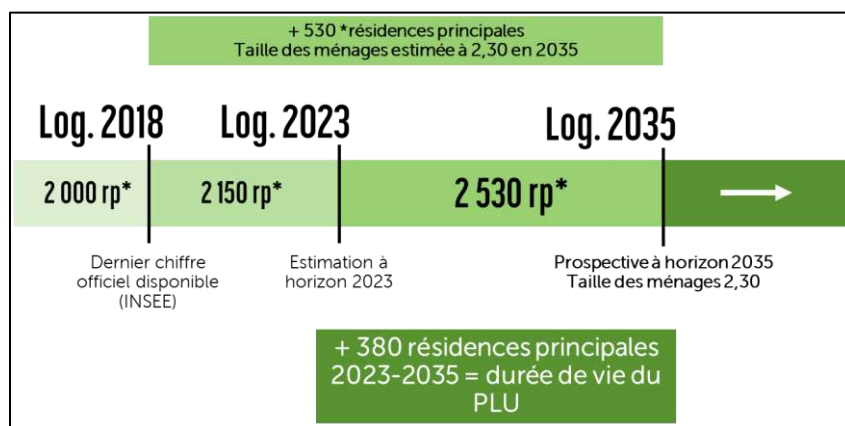 + 530 *résidences principales
Taille des ménages estimée à 2,30 en 2035
Log. 2018
Log. 2023
Log. 2035
2 000 rp*
2 150 rp*
2 530 rp*
Dernier chiffre
officiel disponible
(INSEE)
Estimation à
horizon 2023
Prospective à horizon 2035
Taille des ménages 2,30
+ 380 résidences principales
2023-2035 = durée de vie du
PLU